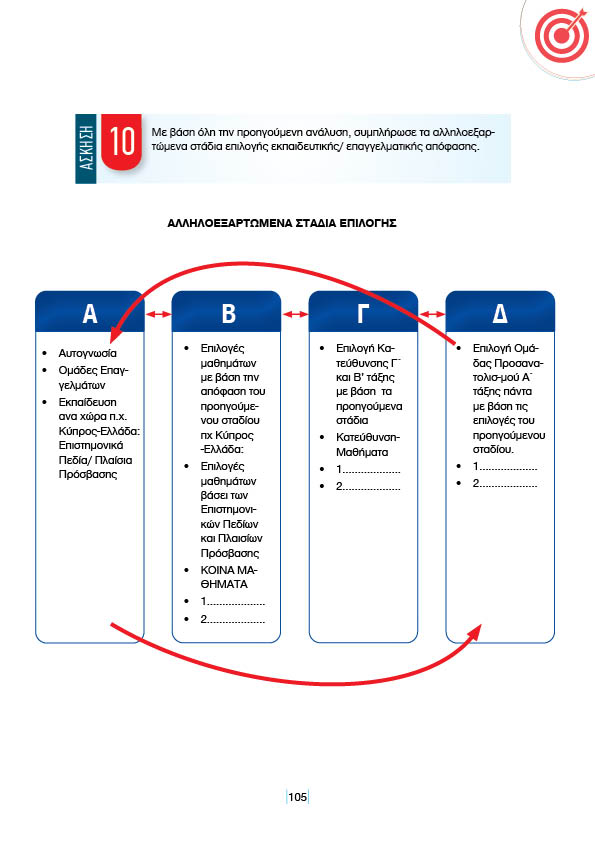 ΑΣΚΗΣΗ
10
Με βάση όλη την προηγούμενη ανάλυση, συμπλήρωσε τα αλληλοεξαρ-
τώμενα στάδια επιλογής εκπαιδευτικής/ επαγγελματικής απόφασης.
ΑΛΛΗΛΟΕΞΑΡΤΩΜΕΝΑ ΣΤΑΔΙΑ ΕΠΙΛΟΓΗΣ
Α
• Αυτογνωσία
• Ομάδες Επαγ-
γελμάτων
• Εκπαίδευση
ανα χώρα π.χ.
Κύπρος-Ελλάδα:
Επιστημονικά
Πεδία/ Πλαίσια
Πρόσβασης
Β
• Επιλογές
μαθημάτων
με βάση την
απόφαση του
προηγούμε-
νου σταδίου
πχ Κύπρος
-Ελλάδα:
• Επιλογές
μαθημάτων
βάσει των
Επιστημονι-
κών Πεδίων
και Πλαισίων
Πρόσβασης
• ΚΟΙΝΑ ΜΑ-
ΘΗΜΑΤΑ
• 1...................
• 2...................
Γ
• Επιλογή Κα-
τεύθυνσης Γ΄
και Β' τάξης
με βάση τα
προηγούμενα
στάδια
• Κατεύθυνση-
Μαθήματα
• 1...................
• 2...................
Δ
• Επιλογή Ομά-
δας Προσανα-
τολισ-μού Α΄
τάξης πάντα
με βάση τις
επιλογές του
προηγούμενου
σταδίου.
• 1...................
• 2...................
105